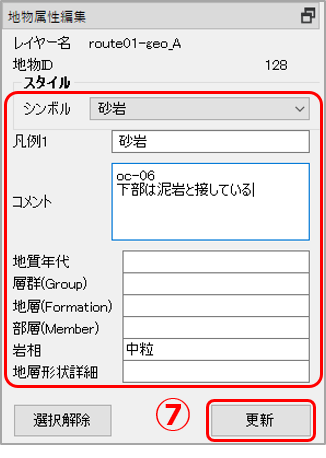 地物属性編集
レイヤー名 route01-geo_A
地物ID 128
スタイル
シンボル 砂岩
凡例1 砂岩
コメント
oc-06
下部は泥岩と接している
地質年代
層群(Group)
地層(Formation)
部層(Member)
岩相 中粒
地層形状詳細
選択解除 ⑦ 更新